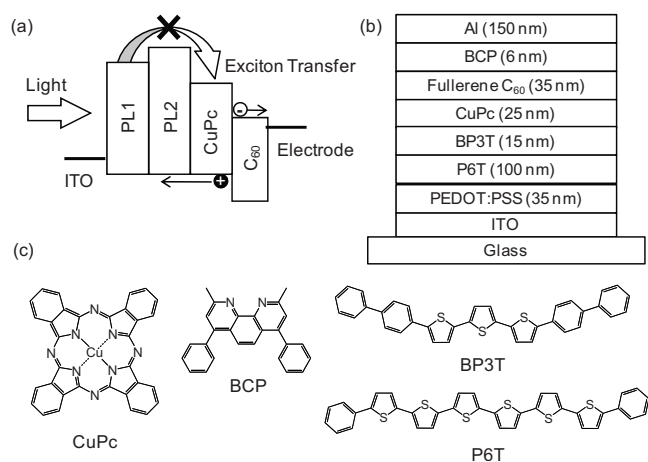 (a)
Exciton Transfer
Light
PL1
PL2
CuPc
C60
-
+
ITO
Electrode
(b)
Al (150 nm)
BCP (6 nm)
Fullerene C60 (35 nm)
CuPc (25 nm)
BP3T (15 nm)
P6T (100 nm)
PEDOT:PSS (35 nm)
ITO
Glass
(c)
N
N
N
N
Cu
N
N
N
N
CuPc
N N
BCP
S S S
BP3T
S S S S S S
P6T